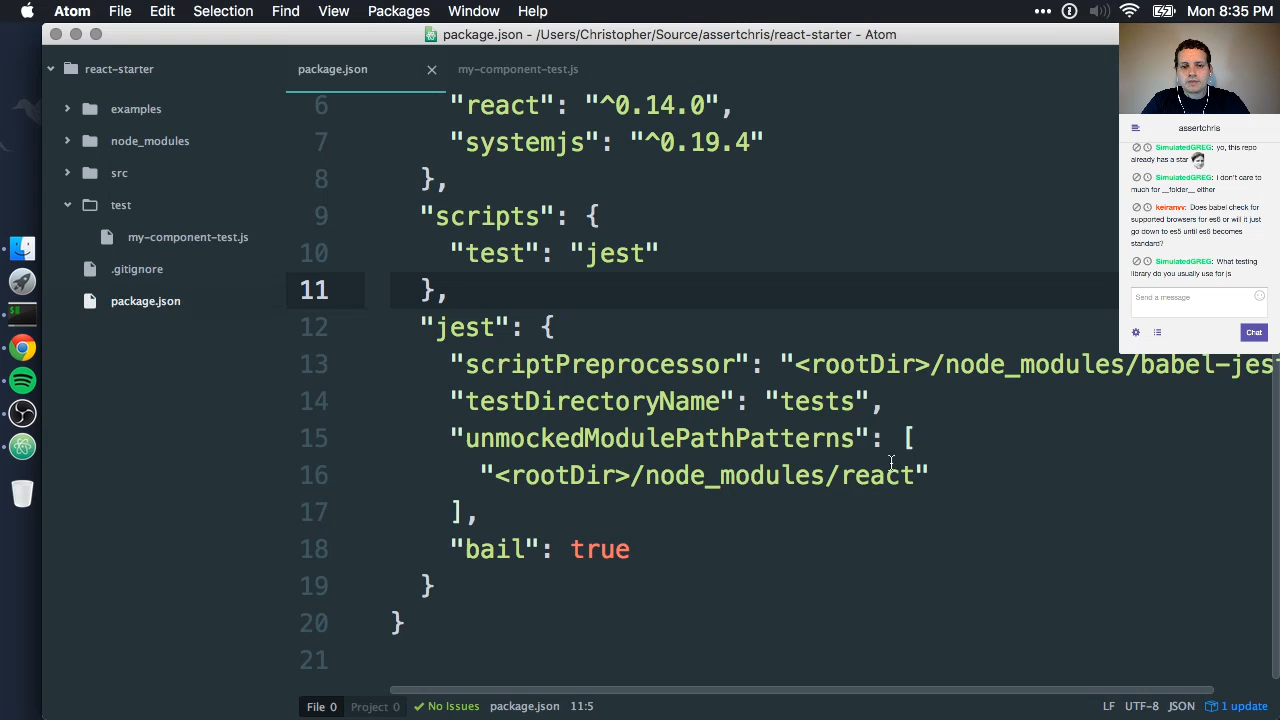 Atom File Edit Selection Find View Packages Window Help Mon 8:35 PM
package.json - /Users/Christopher/Source/assertchris/react-starter - Atom
react-starter
examples
node_modules
src
test
my-component-test.js
.gitignore
package.json
package.json my-component-test.js
6 "react": "^0.14.0",
7 "systemjs": "^0.19.4"
8 },
9 "scripts": {
10 "test": "jest"
11 },
12 "jest": {
13 "scriptPreprocessor": "<rootDir>/node_modules/babel-jes
14 "testDirectoryName": "tests",
15 "unmockedModulePathPatterns": [
16 "<rootDir>/node_modules/react"
17 ],
18 "bail": true
19 }
20 }
21
assertchris
SimulatedGREG: yo, this repo
already has a star
SimulatedGREG: i don't care to
much for __folder__ either
keiranvv: Does babel check for
supported browsers for es6 or will it just
go down to es5 until es6 becomes
standard?
SimulatedGREG: What testing
library do you usually use for js
Send a message
Chat
File 0 Project 0 No Issues package.json 11:5 LF UTF-8 JSON 1 update